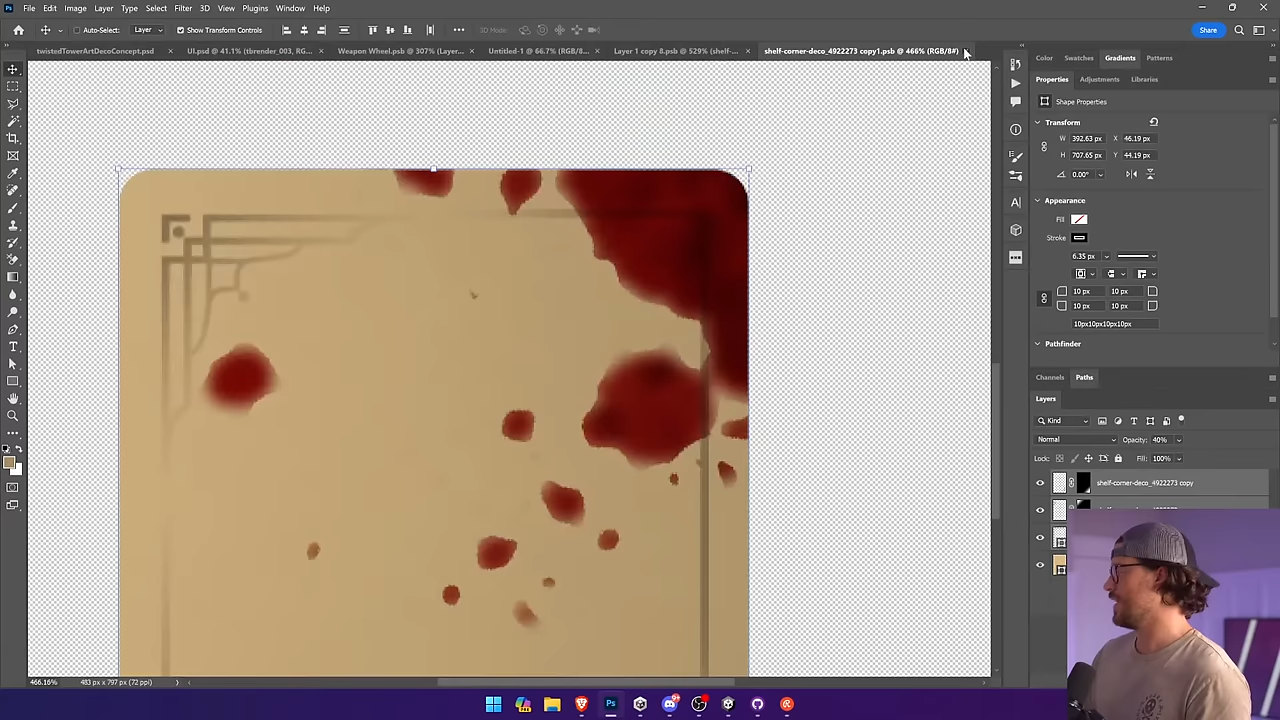 Ps File Edit Image Layer Type Select Filter 3D View Plugins Window Help
Auto-Select: Layer Show Transform Controls 3D Mode: Share
twistedTowerArtDecoConcept.psd UI.psd @ 41.1% (tbrender_003, RG... Weapon Wheel.psb @ 307% (Layer... Untitled-1 @ 66.7% (RGB/8... Layer 1 copy 8.psb @ 529% (shelf-... shelf-corner-deco_4922273 copy1.psb @ 466% (RGB/8#)
Color Swatches Gradients Patterns
Properties Adjustments Libraries
Shape Properties
Transform
W 392.63 px X 46.19 px
H 707.65 px Y 44.19 px
0.00°
Appearance
Fill
Stroke
6.35 px
10 px 10 px
10 px 10 px
10px10px10px10px
Pathfinder
Channels Paths
Layers
Kind
Normal Opacity: 40%
Lock: Fill: 100%
shelf-corner-deco_4922273 copy
466.16% 483 px x 797 px (72 ppi)
Ps